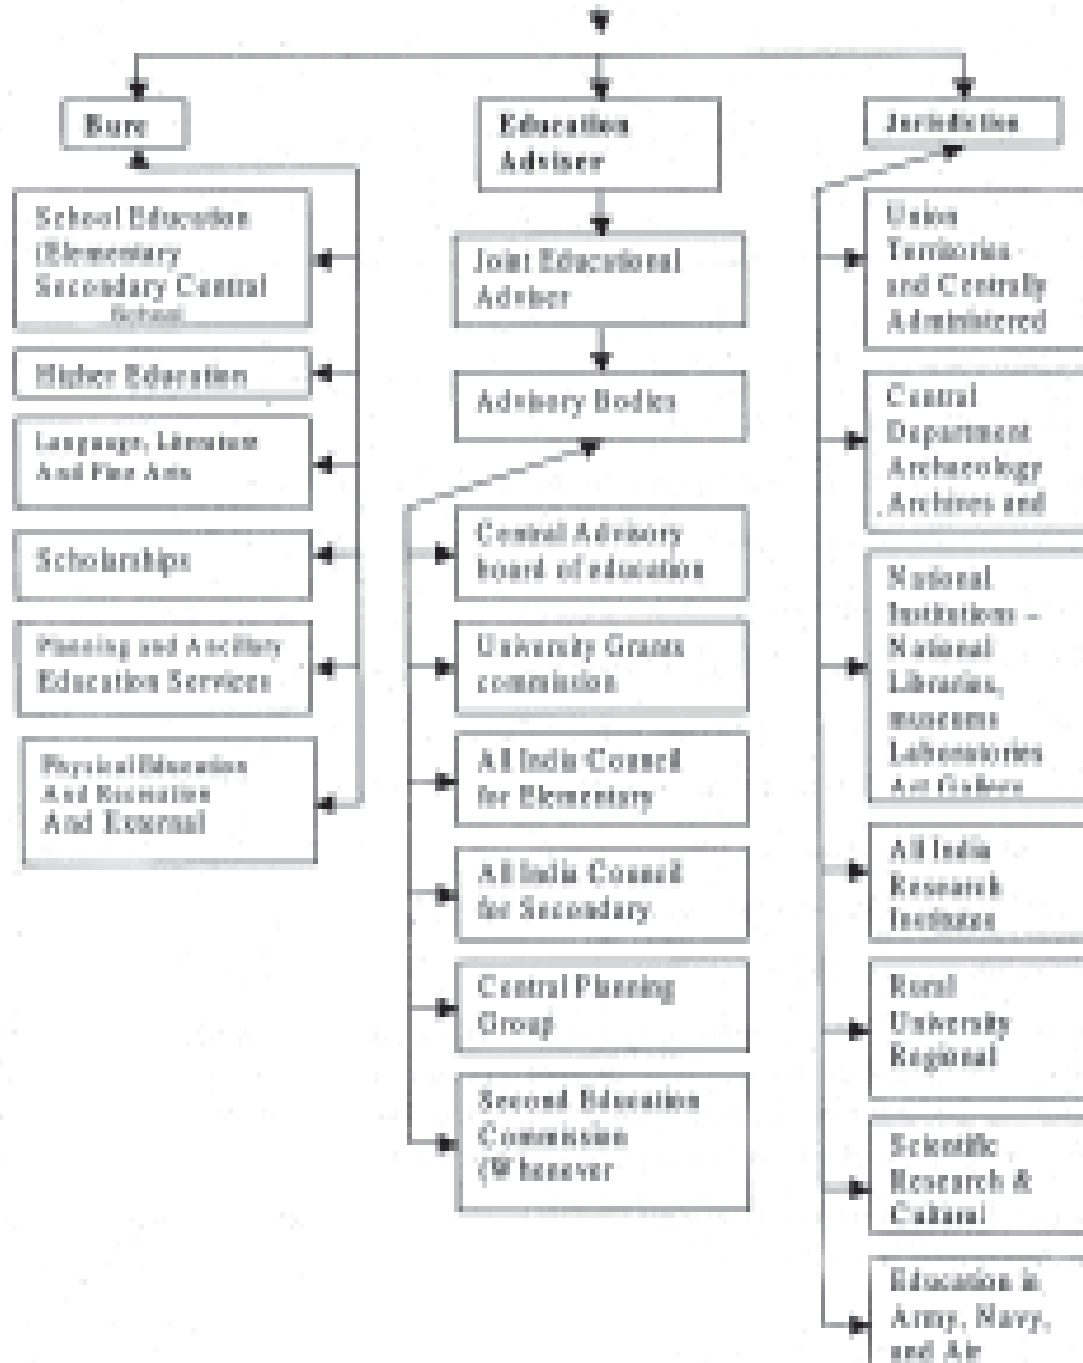 Bure
School Education
(Elementary
Secondary Central
School
Higher Education
Language, Literature
And Fine Arts
Scholarships
Planning and Ancillary
Education Services
Physical Education
And Recreation
And External
Education
Adviser
Joint Educational
Adviser
Advisory Bodies
Central Advisory
board of education
University Grants
commission
All India Council
for Elementary
All India Council
for Secondary
Central Planning
Group
Second Education
Commission
(Whenever
Jurisdiction
Union
Territories -
and Centrally
Administered
Central
Department
Archaeology
Archives and
National
Institutions –
National
Libraries,
museums
Laboratories
Art Gallery
All India
Research
Institutes
Rural
University
Regional
Scientific
Research &
Cultural
Education in
Army, Navy,
and Air